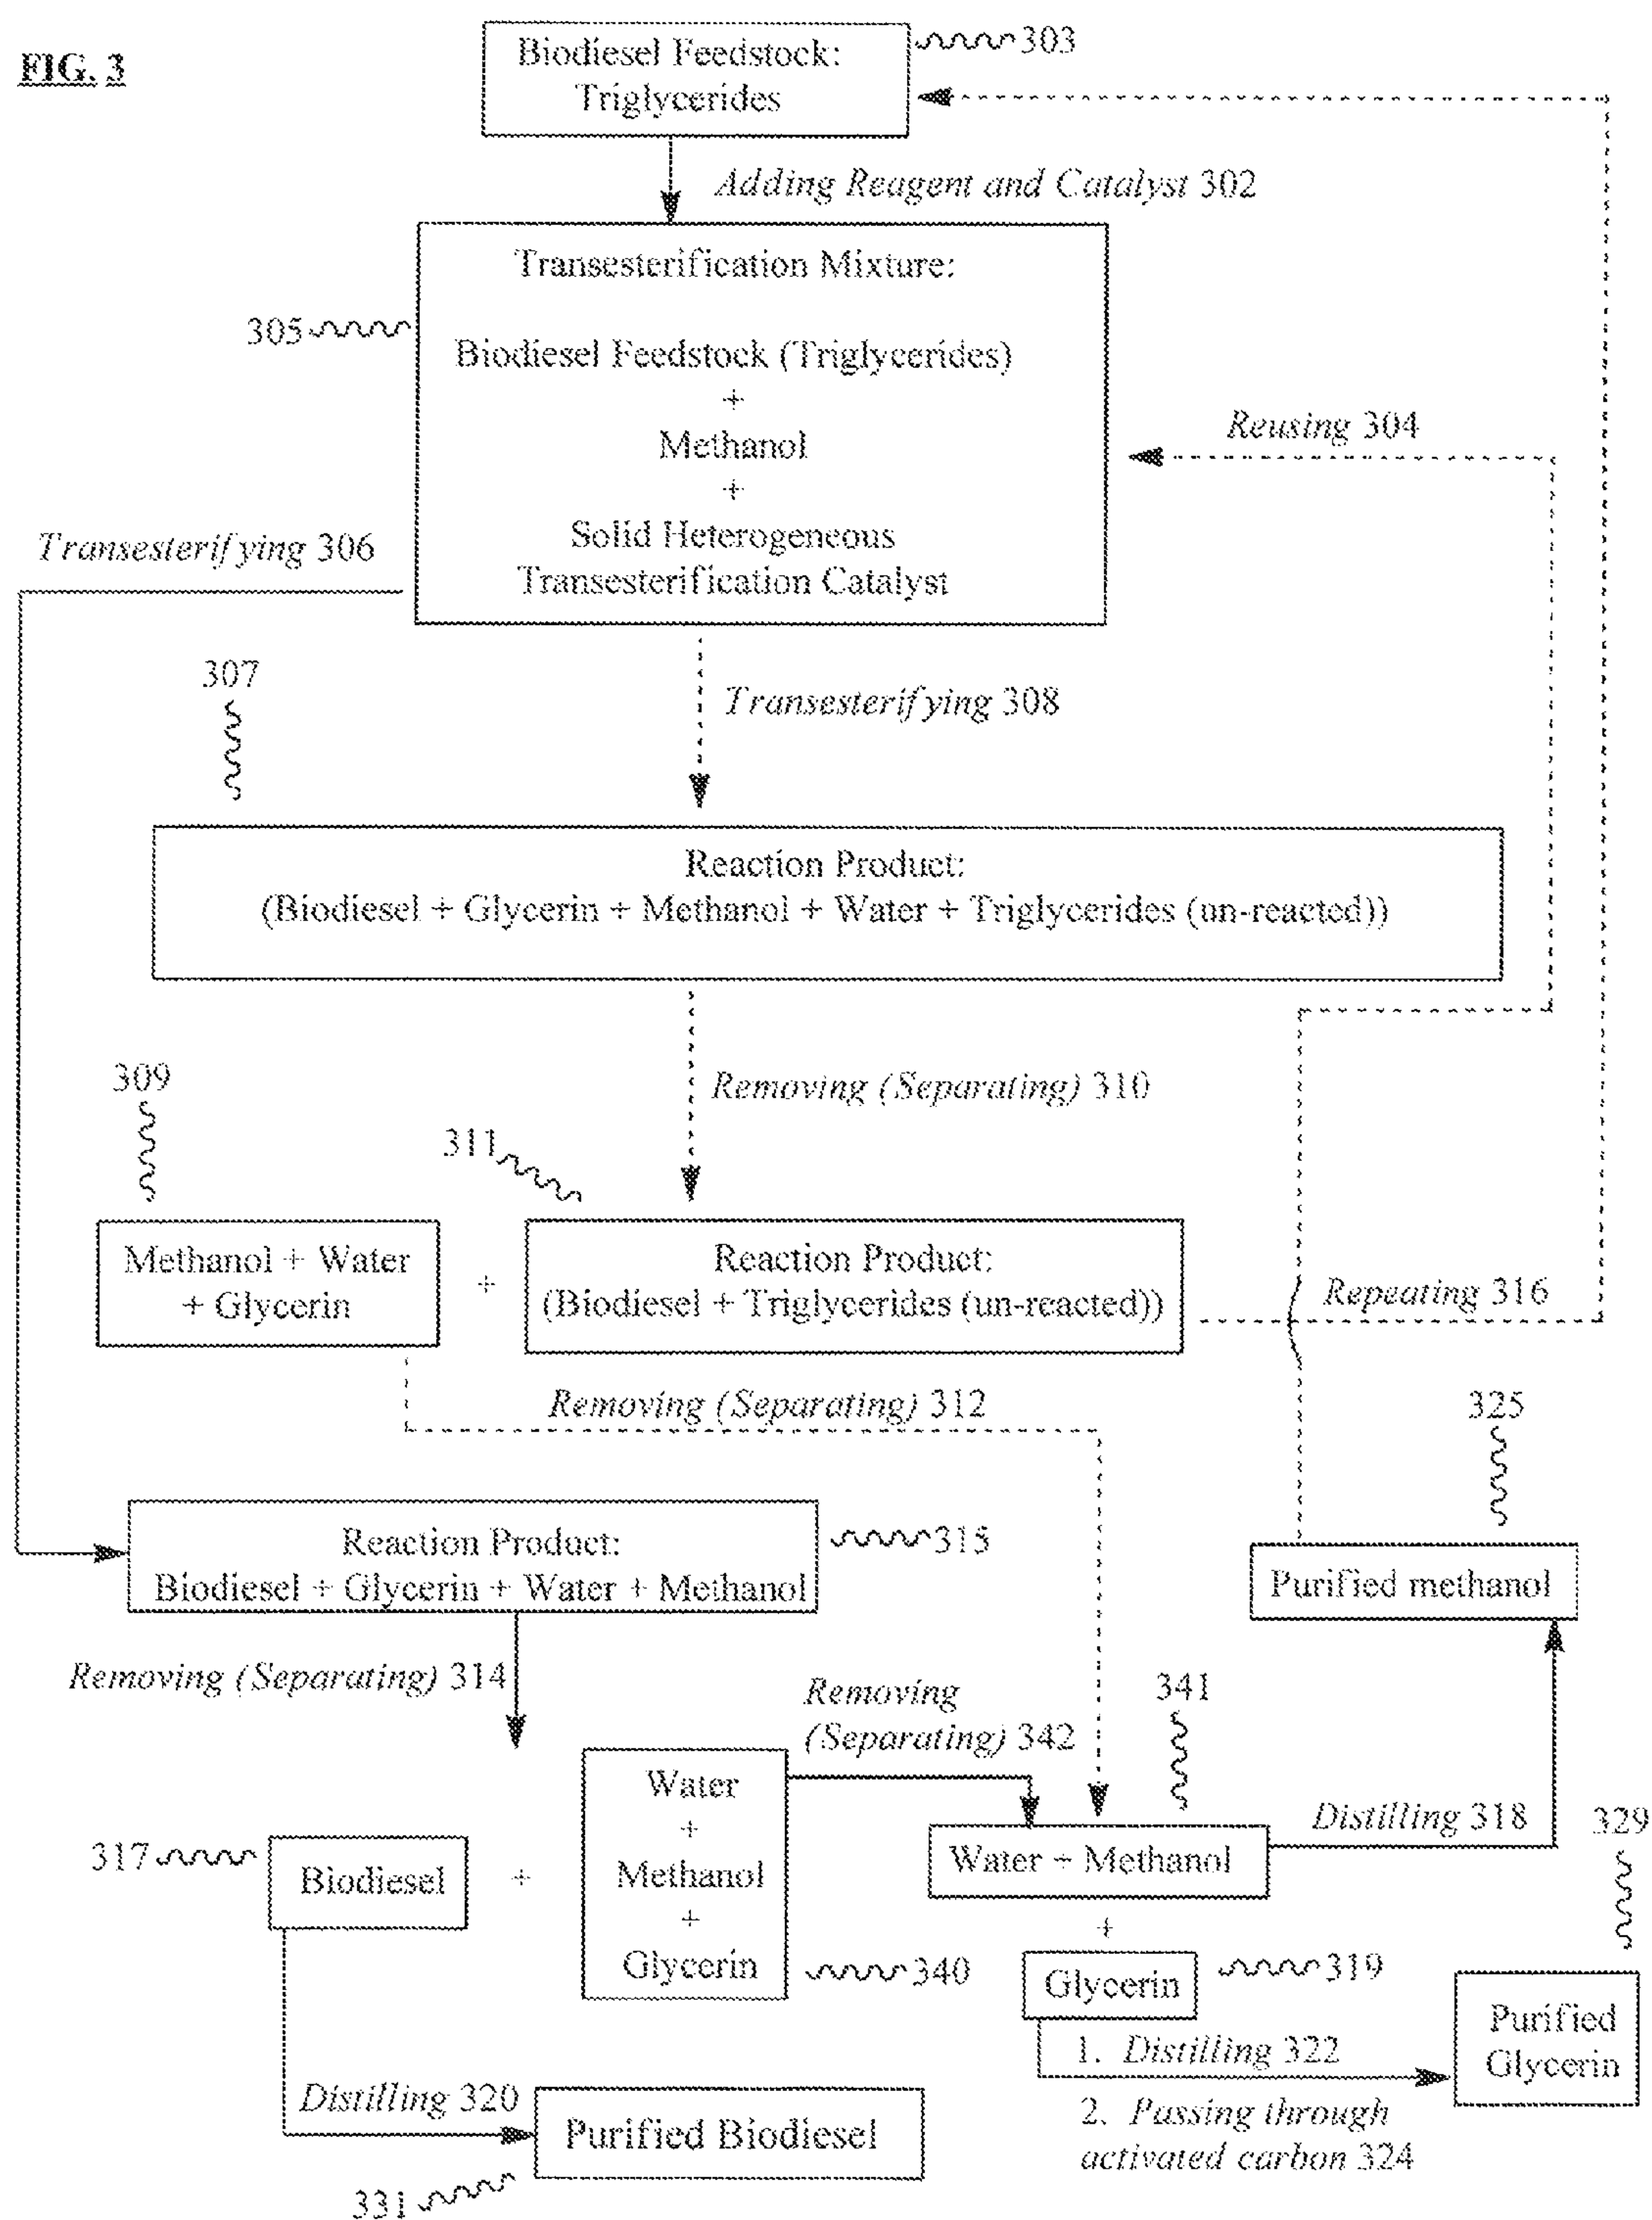 FIG. 3
Biodiesel Feedstock:
Triglycerides
303
Adding Reagent and Catalyst 302
Transesterification Mixture:
305
Biodiesel Feedstock (Triglycerides)
+
Methanol
+
Solid Heterogeneous
Transesterification Catalyst
Reusing 304
Transesterifying 306
307
Transesterifying 308
Reaction Product:
(Biodiesel + Glycerin + Methanol + Water + Triglycerides (un-reacted))
309
Removing (Separating) 310
311
Methanol + Water
+ Glycerin
+
Reaction Product:
(Biodiesel + Triglycerides (un-reacted))
Repeating 316
Removing (Separating) 312
325
Reaction Product:
Biodiesel + Glycerin + Water + Methanol
315
Purified methanol
Removing (Separating) 314
Removing
(Separating) 342
341
Water
+
Methanol
+
Glycerin
340
317
Biodiesel
+
Water + Methanol
Distilling 318
329
+
Glycerin
319
Purified
Glycerin
1. Distilling 322
2. Passing through
activated carbon 324
Distilling 320
Purified Biodiesel
331